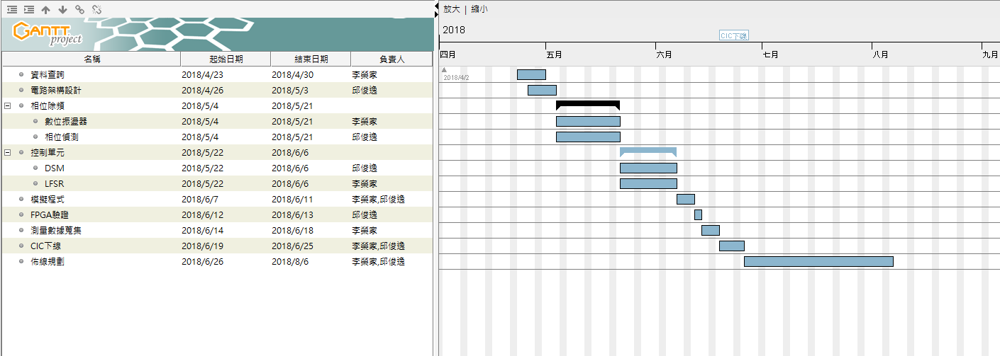 放大 | 縮小
GANTT
project
2018
CIC下線
四月 五月 六月 七月 八月 九月
名稱 起始日期 結束日期 負責人
2018/4/2
資料查詢 2018/4/23 2018/4/30 李榮家
電路架構設計 2018/4/26 2018/5/3 邱俊逸
相位除頻 2018/5/4 2018/5/21
數位振盪器 2018/5/4 2018/5/21 李榮家
相位偵測 2018/5/4 2018/5/21 邱俊逸
控制單元 2018/5/22 2018/6/6
DSM 2018/5/22 2018/6/6 邱俊逸
LFSR 2018/5/22 2018/6/6 李榮家
模擬程式 2018/6/7 2018/6/11 李榮家,邱俊逸
FPGA驗證 2018/6/12 2018/6/13 邱俊逸
測量數據蒐集 2018/6/14 2018/6/18 李榮家
CIC下線 2018/6/19 2018/6/25 李榮家,邱俊逸
佈線規劃 2018/6/26 2018/8/6 李榮家,邱俊逸